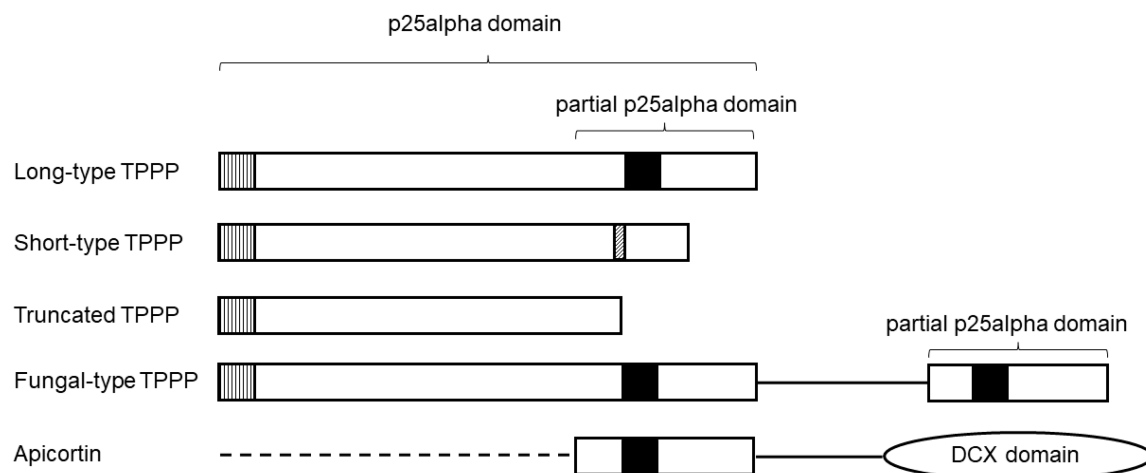 p25alpha domain
partial p25alpha domain
Long-type TPPP
Short-type TPPP
Truncated TPPP
partial p25alpha domain
Fungal-type TPPP
Apicortin
DCX domain